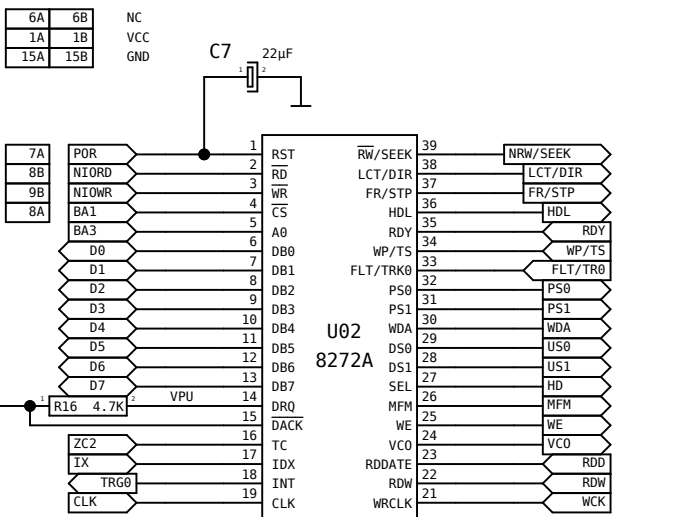 6A 6B NC
1A 1B VCC
15A 15B GND
C7 22µF
1 2
7A POR 1 RST RW/SEEK 39 NRW/SEEK
8B NIORD 2 RD LCT/DIR 38 LCT/DIR
9B NIOWR 3 WR FR/STP 37 FR/STP
8A BA1 4 CS HDL 36 HDL
BA3 5 A0 RDY 35 RDY
D0 6 DB0 WP/TS 34 WP/TS
D1 7 DB1 FLT/TRK0 33 FLT/TR0
D2 8 DB2 PS0 32 PS0
D3 9 DB3 PS1 31 PS1
D4 10 DB4 WDA 30 WDA
U02
D5 11 DB5 DS0 29 US0
8272A
D6 12 DB6 DS1 28 US1
D7 13 DB7 SEL 27 HD
1 R16 4.7K 2 VPU 14 DRQ MFM 26 MFM
15 DACK WE 25 WE
ZC2 16 TC VCO 24 VCO
IX 17 IDX RDDATE 23 RDD
TRG0 18 INT RDW 22 RDW
CLK 19 CLK WRCLK 21 WCK